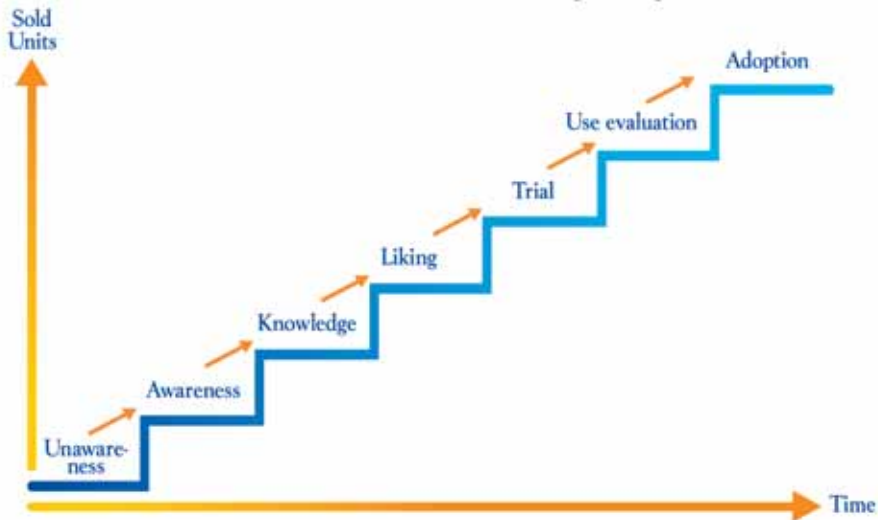 Sold
Units
Adoption
Use evaluation
Trial
Liking
Knowledge
Awareness
Unaware-
ness
Time